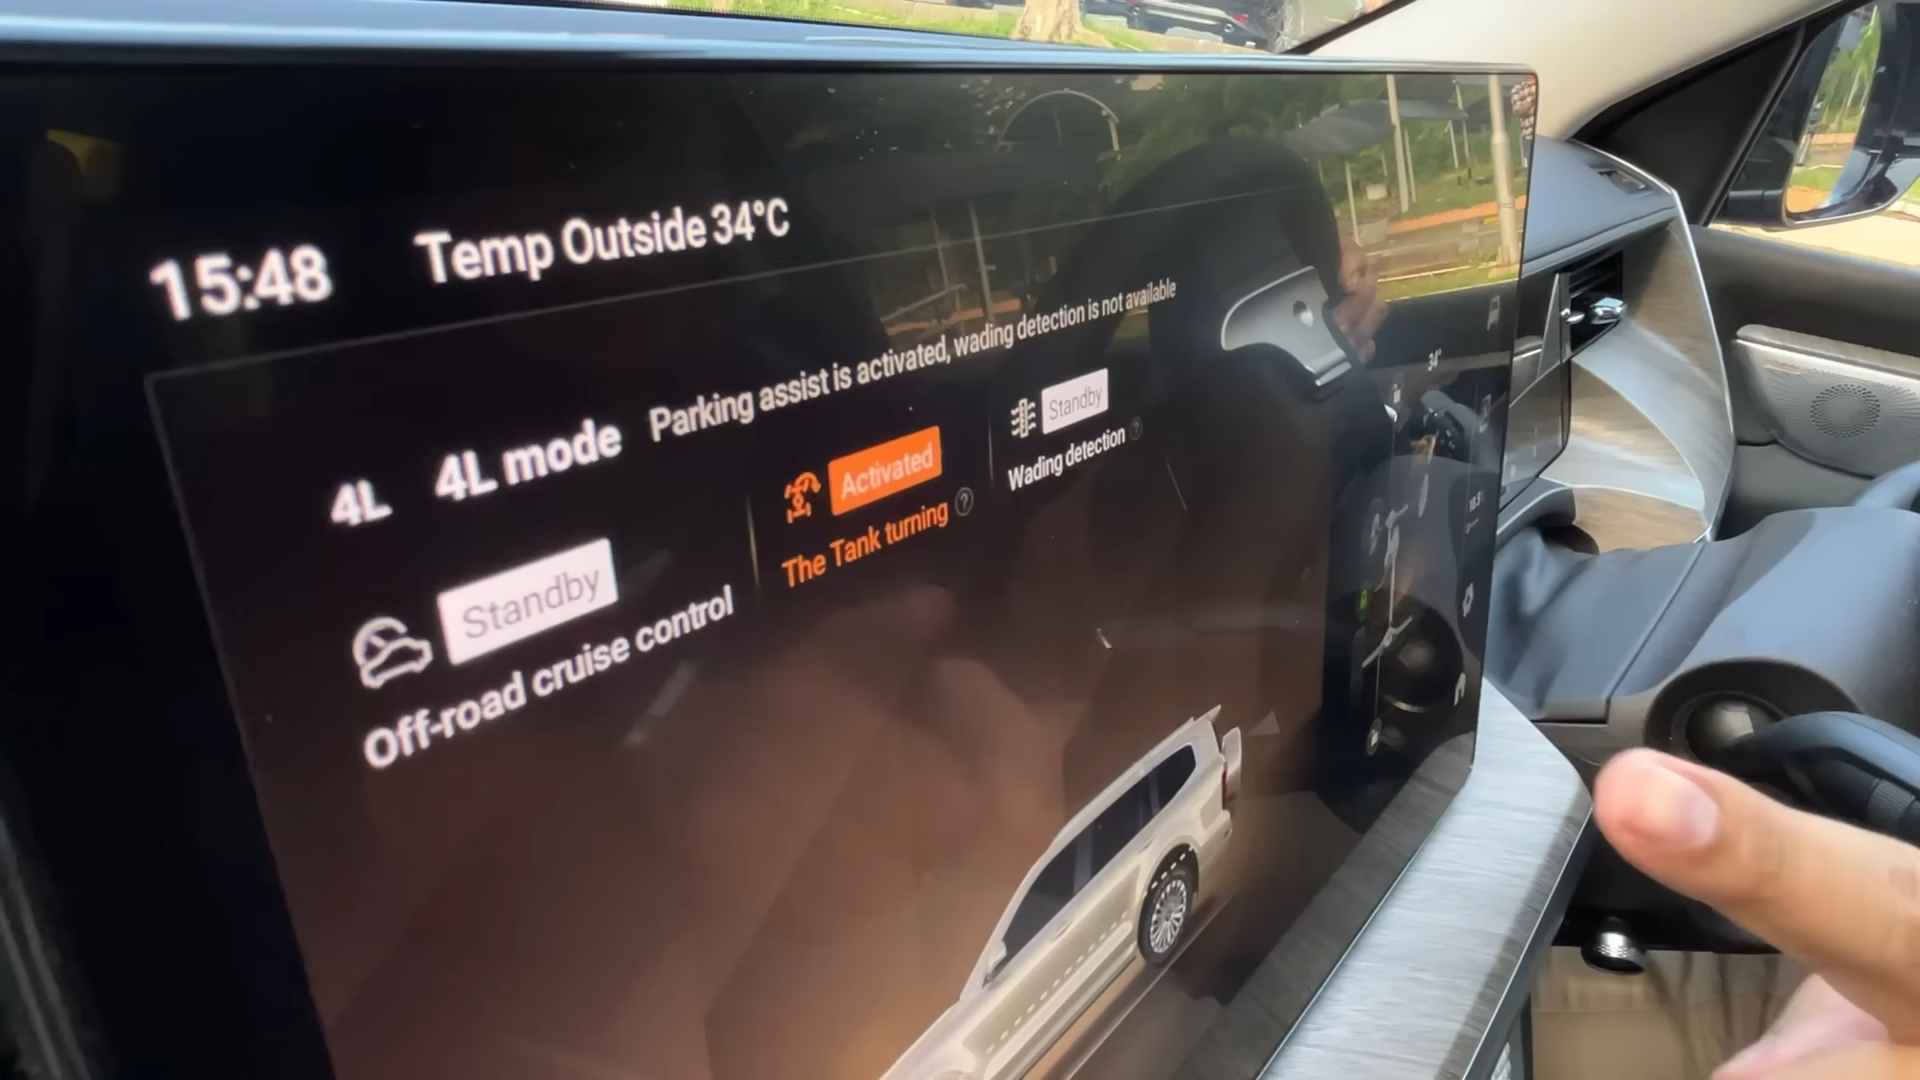 15:48 Temp Outside 34°C
4L 4L mode Parking assist is activated, wading detection is not available
Standby
Off-road cruise control
Activated
The Tank turning ?
Standby
Wading detection ?
34°